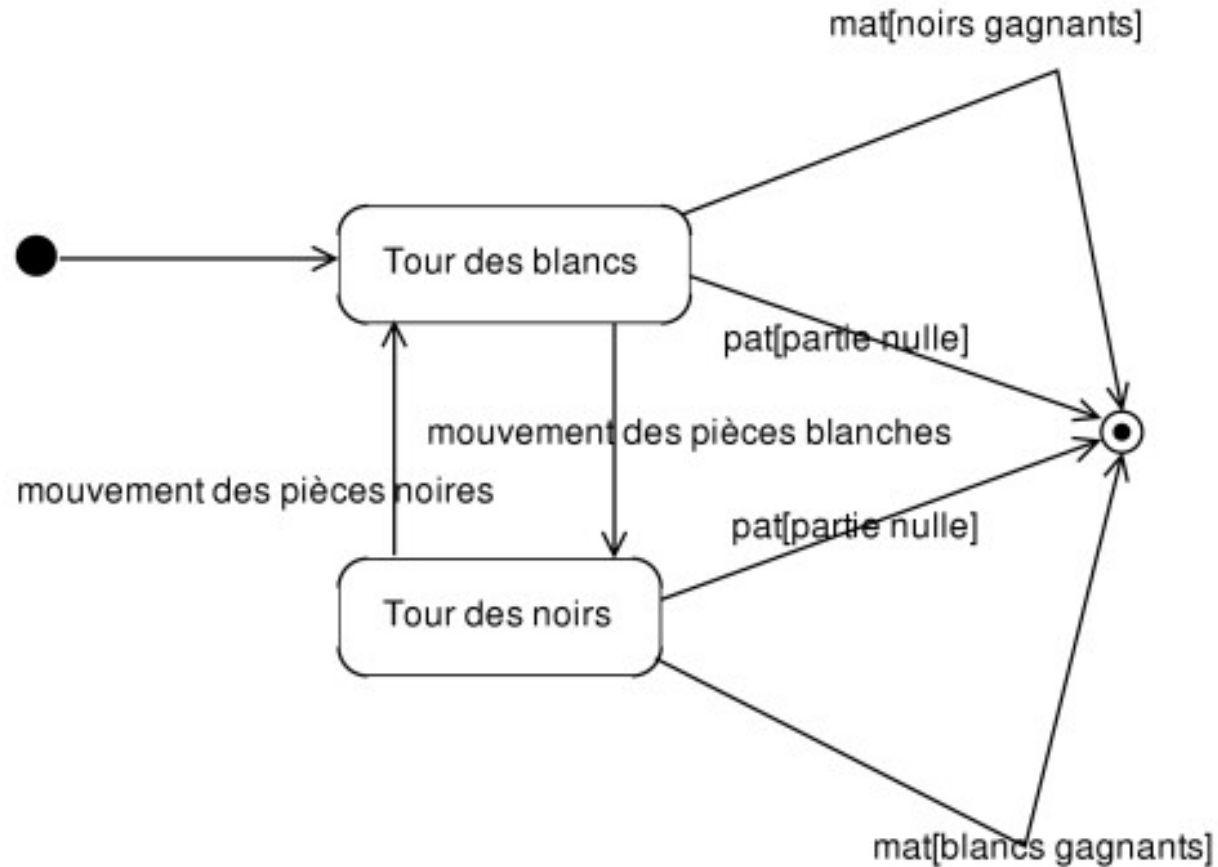 mat[noirs gagnants]
Tour des blancs
pat[partie nulle]
mouvement des pièces blanches
mouvement des pièces noires
pat[partie nulle]
Tour des noirs
mat[blancs gagnants]